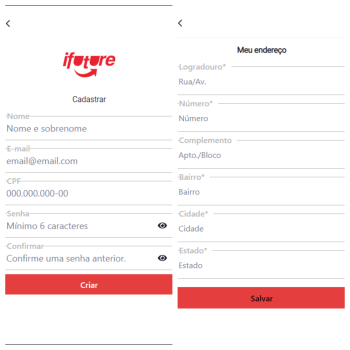 ifuture
Cadastrar
Nome
Nome e sobrenome
E-mail
email@email.com
CPF
000.000.000-00
Senha
Mínimo 6 caracteres
Confirmar
Confirme uma senha anterior.
Criar
Meu endereço
Logradouro*
Rua/Av.
Número*
Número
Complemento
Apto./Bloco
Bairro*
Bairro
Cidade*
Cidade
Estado*
Estado
Salvar